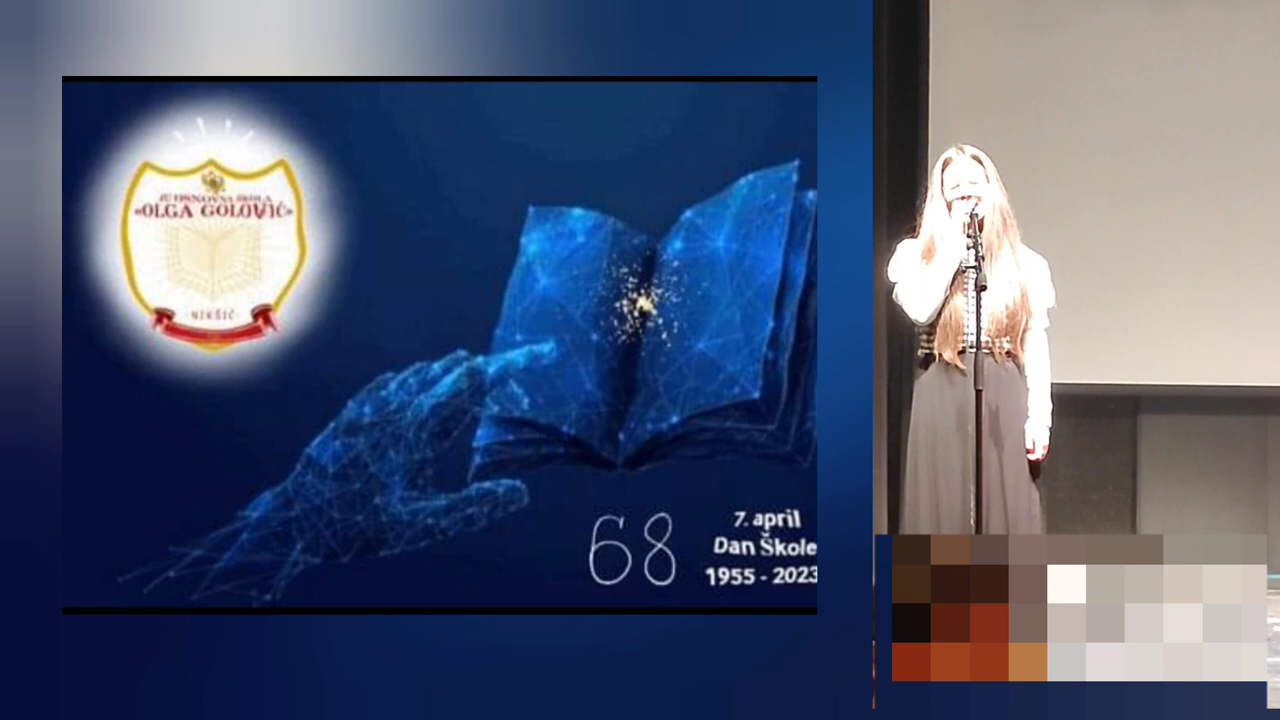 JU OSNOVNA ŠKOLA
«OLGA GOLOVIĆ»
·NIKŠIĆ·
68
7. april
Dan Škole
1955 - 2023